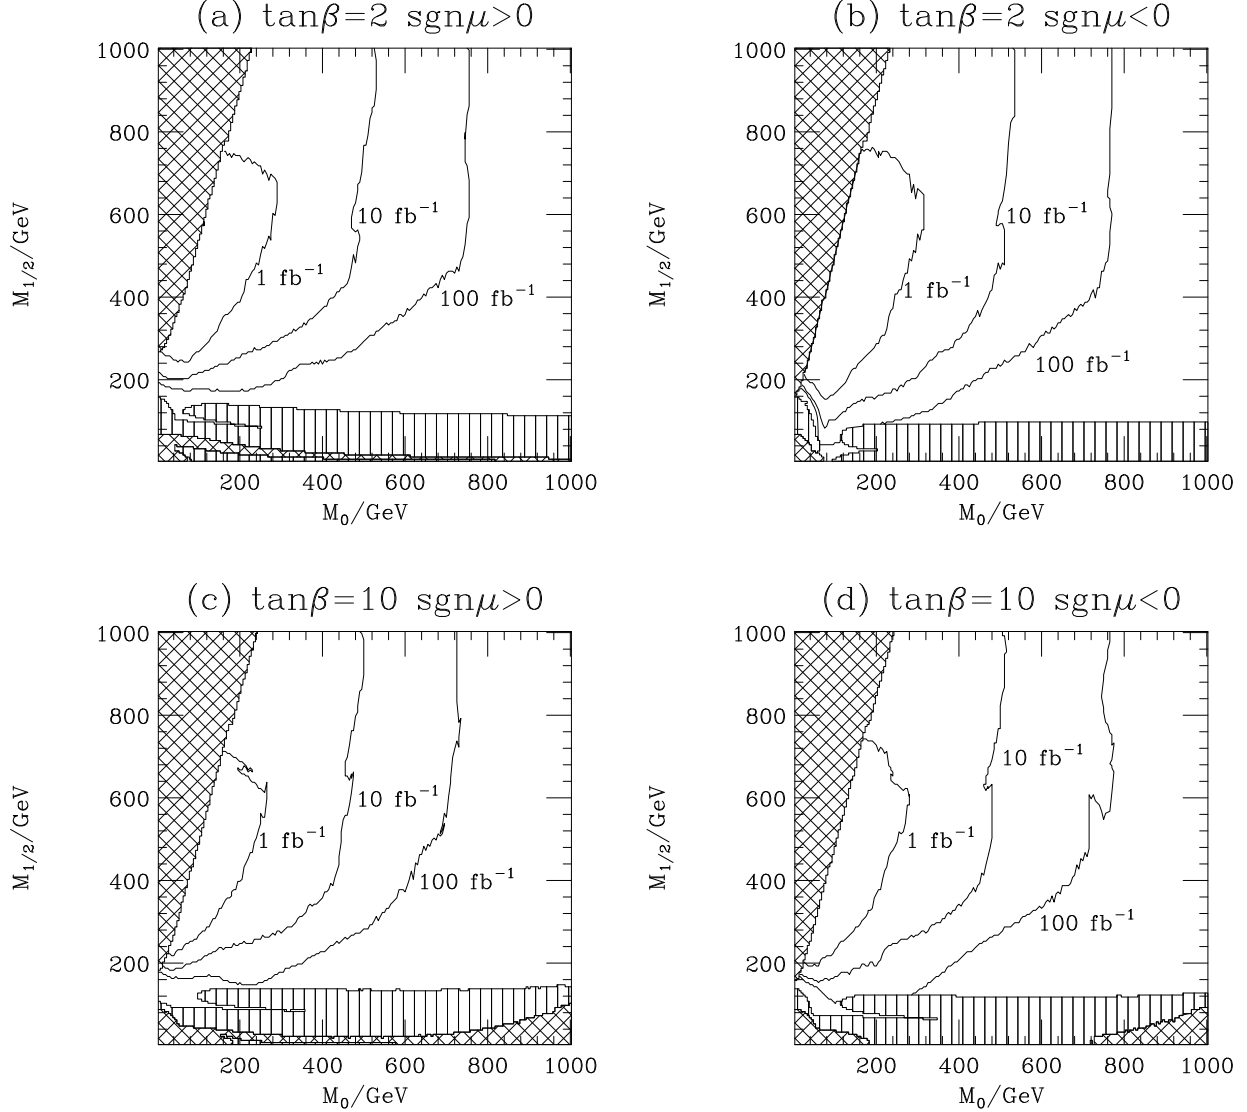 (a) tanβ=2 sgnμ>0
1000
800
600
400
200
M1/2/GeV
10 fb−1
1 fb−1
100 fb−1
200 400 600 800 1000
M0/GeV
(b) tanβ=2 sgnμ<0
1000
800
600
400
200
M1/2/GeV
10 fb−1
1 fb−1
100 fb−1
200 400 600 800 1000
M0/GeV
(c) tanβ=10 sgnμ>0
1000
800
600
400
200
M1/2/GeV
10 fb−1
1 fb−1
100 fb−1
200 400 600 800 1000
M0/GeV
(d) tanβ=10 sgnμ<0
1000
800
600
400
200
M1/2/GeV
10 fb−1
1 fb−1
100 fb−1
200 400 600 800 1000
M0/GeV